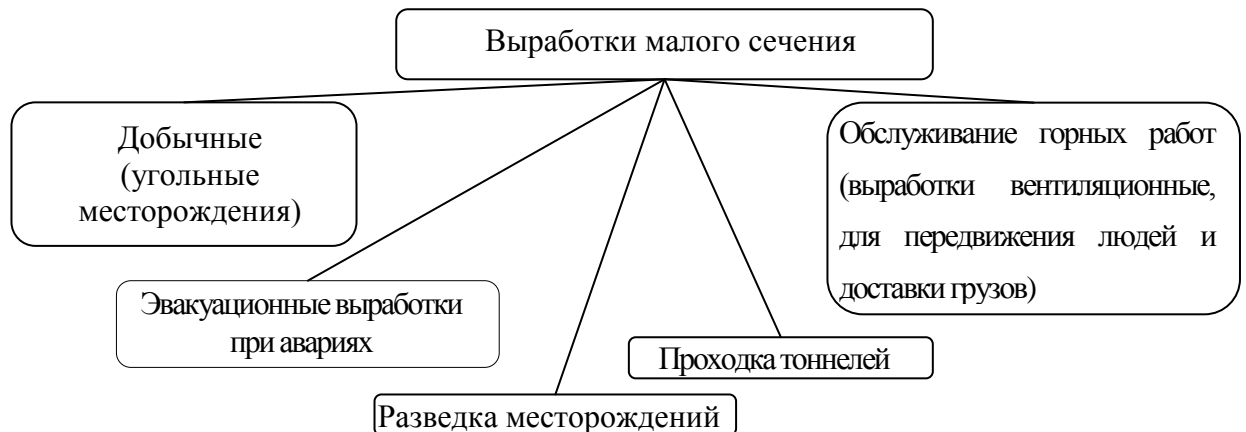 Выработки малого сечения
Добычные
(угольные
месторождения)
Обслуживание горных работ
(выработки вентиляционные,
для передвижения людей и
доставки грузов)
Эвакуационные выработки
при авариях
Проходка тоннелей
Разведка месторождений